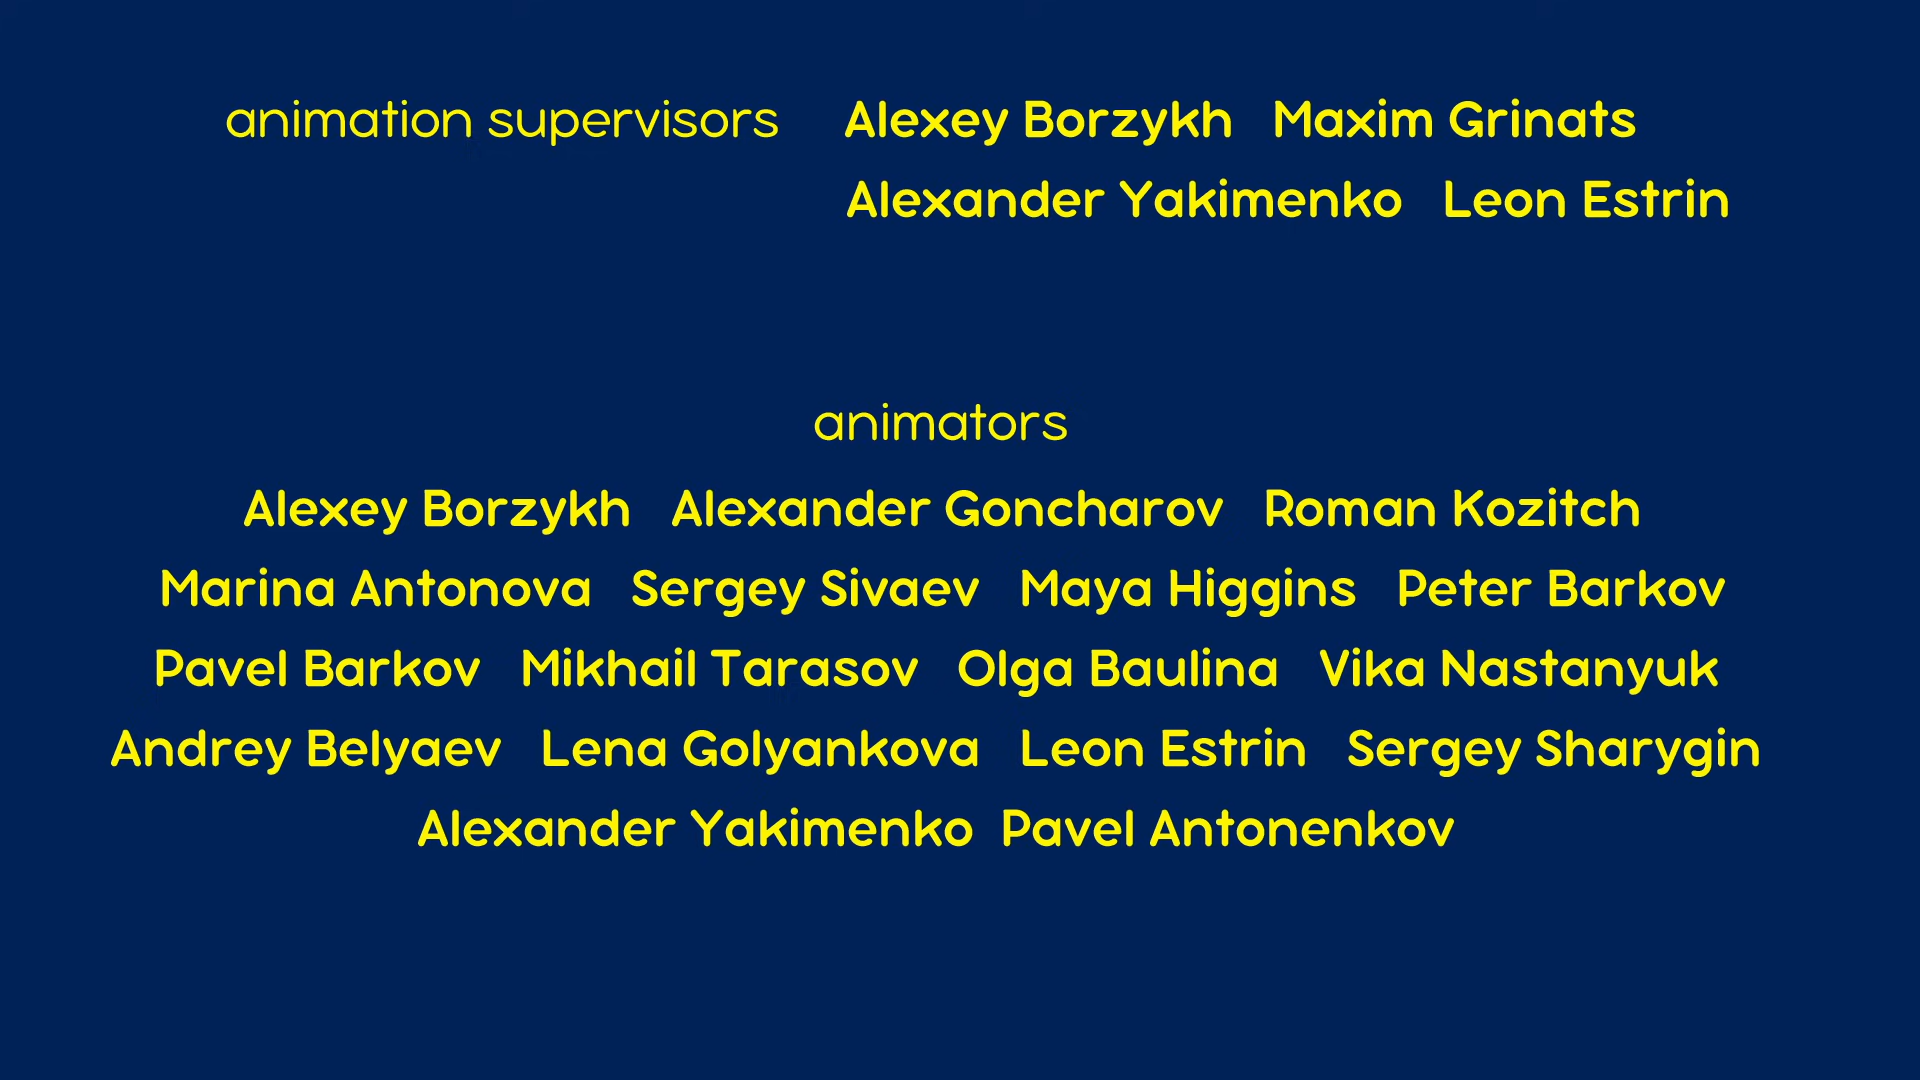 animation supervisors Alexey Borzykh Maxim Grinats
Alexander Yakimenko Leon Estrin
animators
Alexey Borzykh Alexander Goncharov Roman Kozitch
Marina Antonova Sergey Sivaev Maya Higgins Peter Barkov
Pavel Barkov Mikhail Tarasov Olga Baulina Vika Nastanyuk
Andrey Belyaev Lena Golyankova Leon Estrin Sergey Sharygin
Alexander Yakimenko Pavel Antonenkov